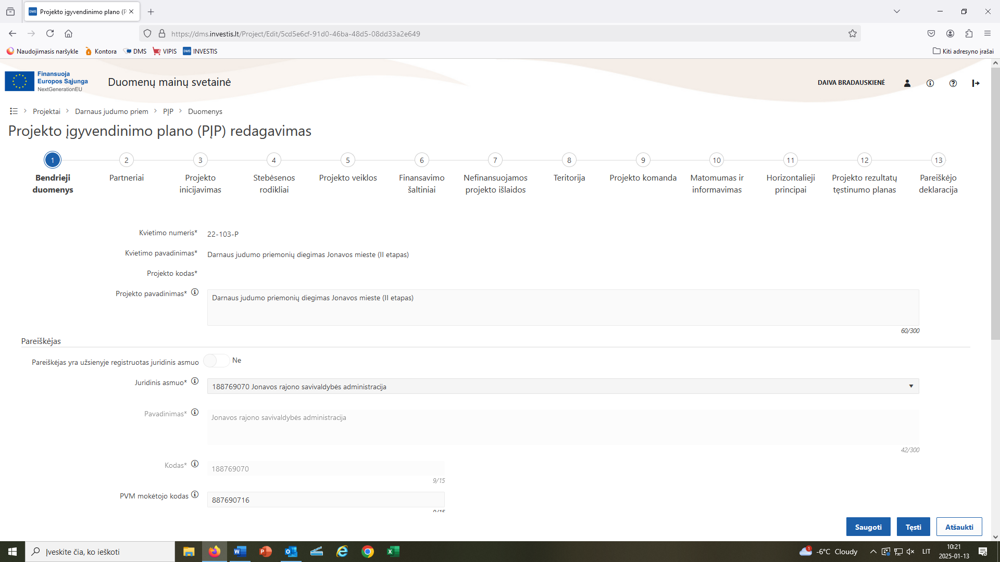 Projekto įgyvendinimo plano (P
https://dms.investis.lt/Project/Edit/5cd5e6cf-91d0-46ba-48d5-08dd33a2e649
Naudojimasis naršykle Kontora DMS VIPIS DMS INVESTIS Kiti adresyno įrašai
Finansuoja
Europos Sąjunga
NextGenerationEU
Duomenų mainų svetainė
DAIVA BRADAUSKIENĖ
Projektai > Darnaus judumo priem > PĮP > Duomenys
Projekto įgyvendinimo plano (PĮP) redagavimas
1 2 3 4 5 6 7 8 9 10 11 12 13
Bendrieji duomenys
Partneriai
Projekto inicijavimas
Stebėsenos rodikliai
Projekto veiklos
Finansavimo šaltiniai
Nefinansuojamos projekto išlaidos
Teritorija
Projekto komanda
Matomumas ir informavimas
Horizontalieji principai
Projekto rezultatų tęstinumo planas
Pareiškėjo deklaracija
Kvietimo numeris* 22-103-P
Kvietimo pavadinimas* Darnaus judumo priemonių diegimas Jonavos mieste (II etapas)
Projekto kodas*
Projekto pavadinimas* Darnaus judumo priemonių diegimas Jonavos mieste (II etapas)
60/300
Pareiškėjas
Pareiškėjas yra užsienyje registruotas juridinis asmuo Ne
Juridinis asmuo* 188769070 Jonavos rajono savivaldybės administracija
Pavadinimas* Jonavos rajono savivaldybės administracija
42/300
Kodas* 188769070
9/15
PVM mokėtojo kodas 887690716
9/15
Saugoti Tęsti Atšaukti
Įveskite čia, ko ieškoti
1 -6°C Cloudy LIT 10:21
2025-01-13